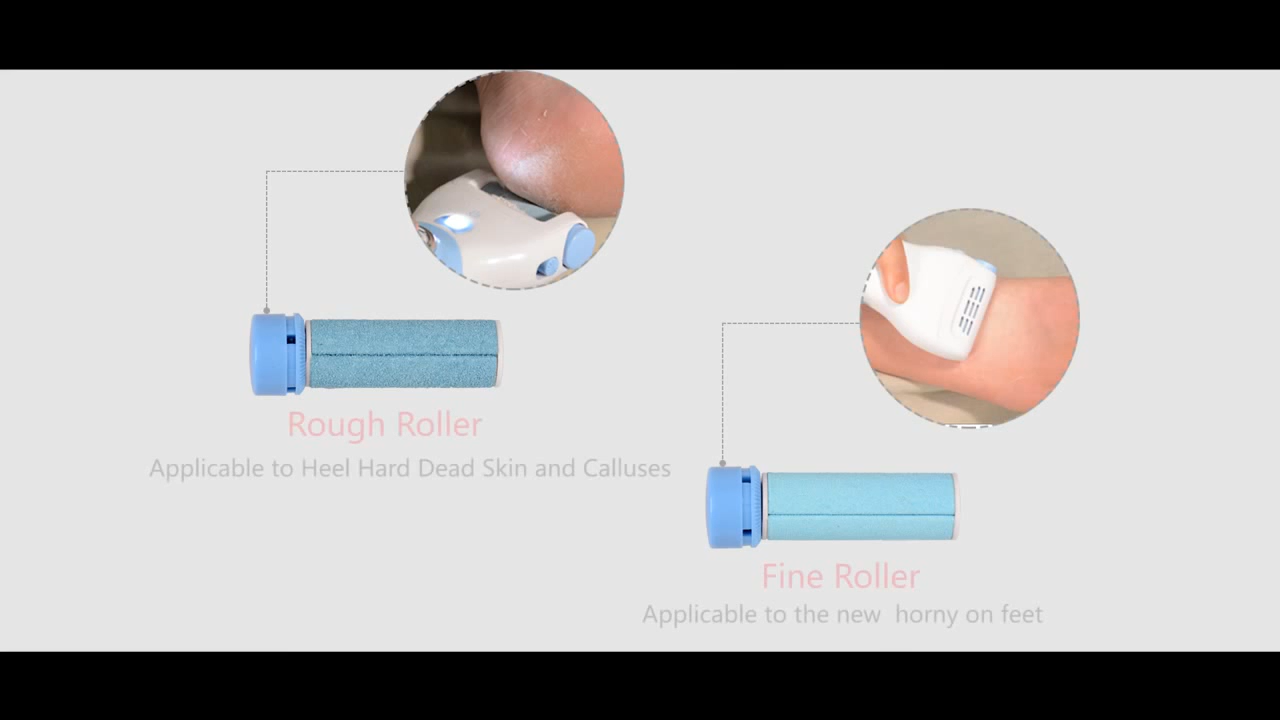 Rough Roller
Applicable to Heel Hard Dead Skin and Calluses
Fine Roller
Applicable to the new  horny on feet